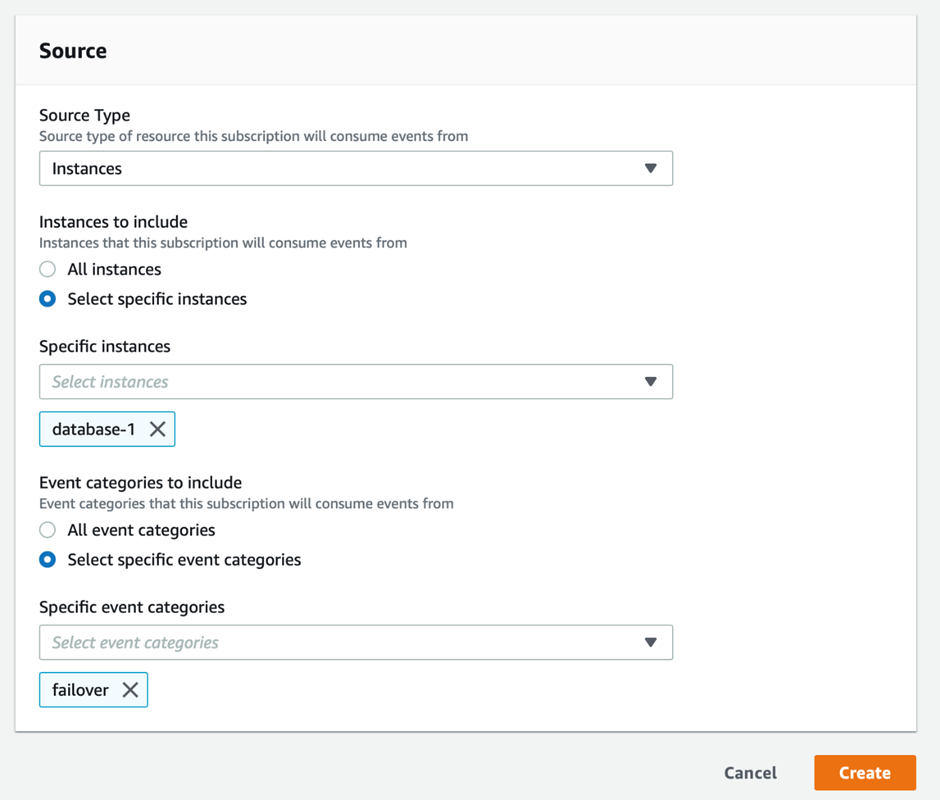 Source
Source Type
Source type of resource this subscription will consume events from
Instances
Instances to include
Instances that this subscription will consume events from
All instances
Select specific instances
Specific instances
Select instances
database-1
Event categories to include
Event categories that this subscription will consume events from
All event categories
Select specific event categories
Specific event categories
Select event categories
failover
Cancel
Create